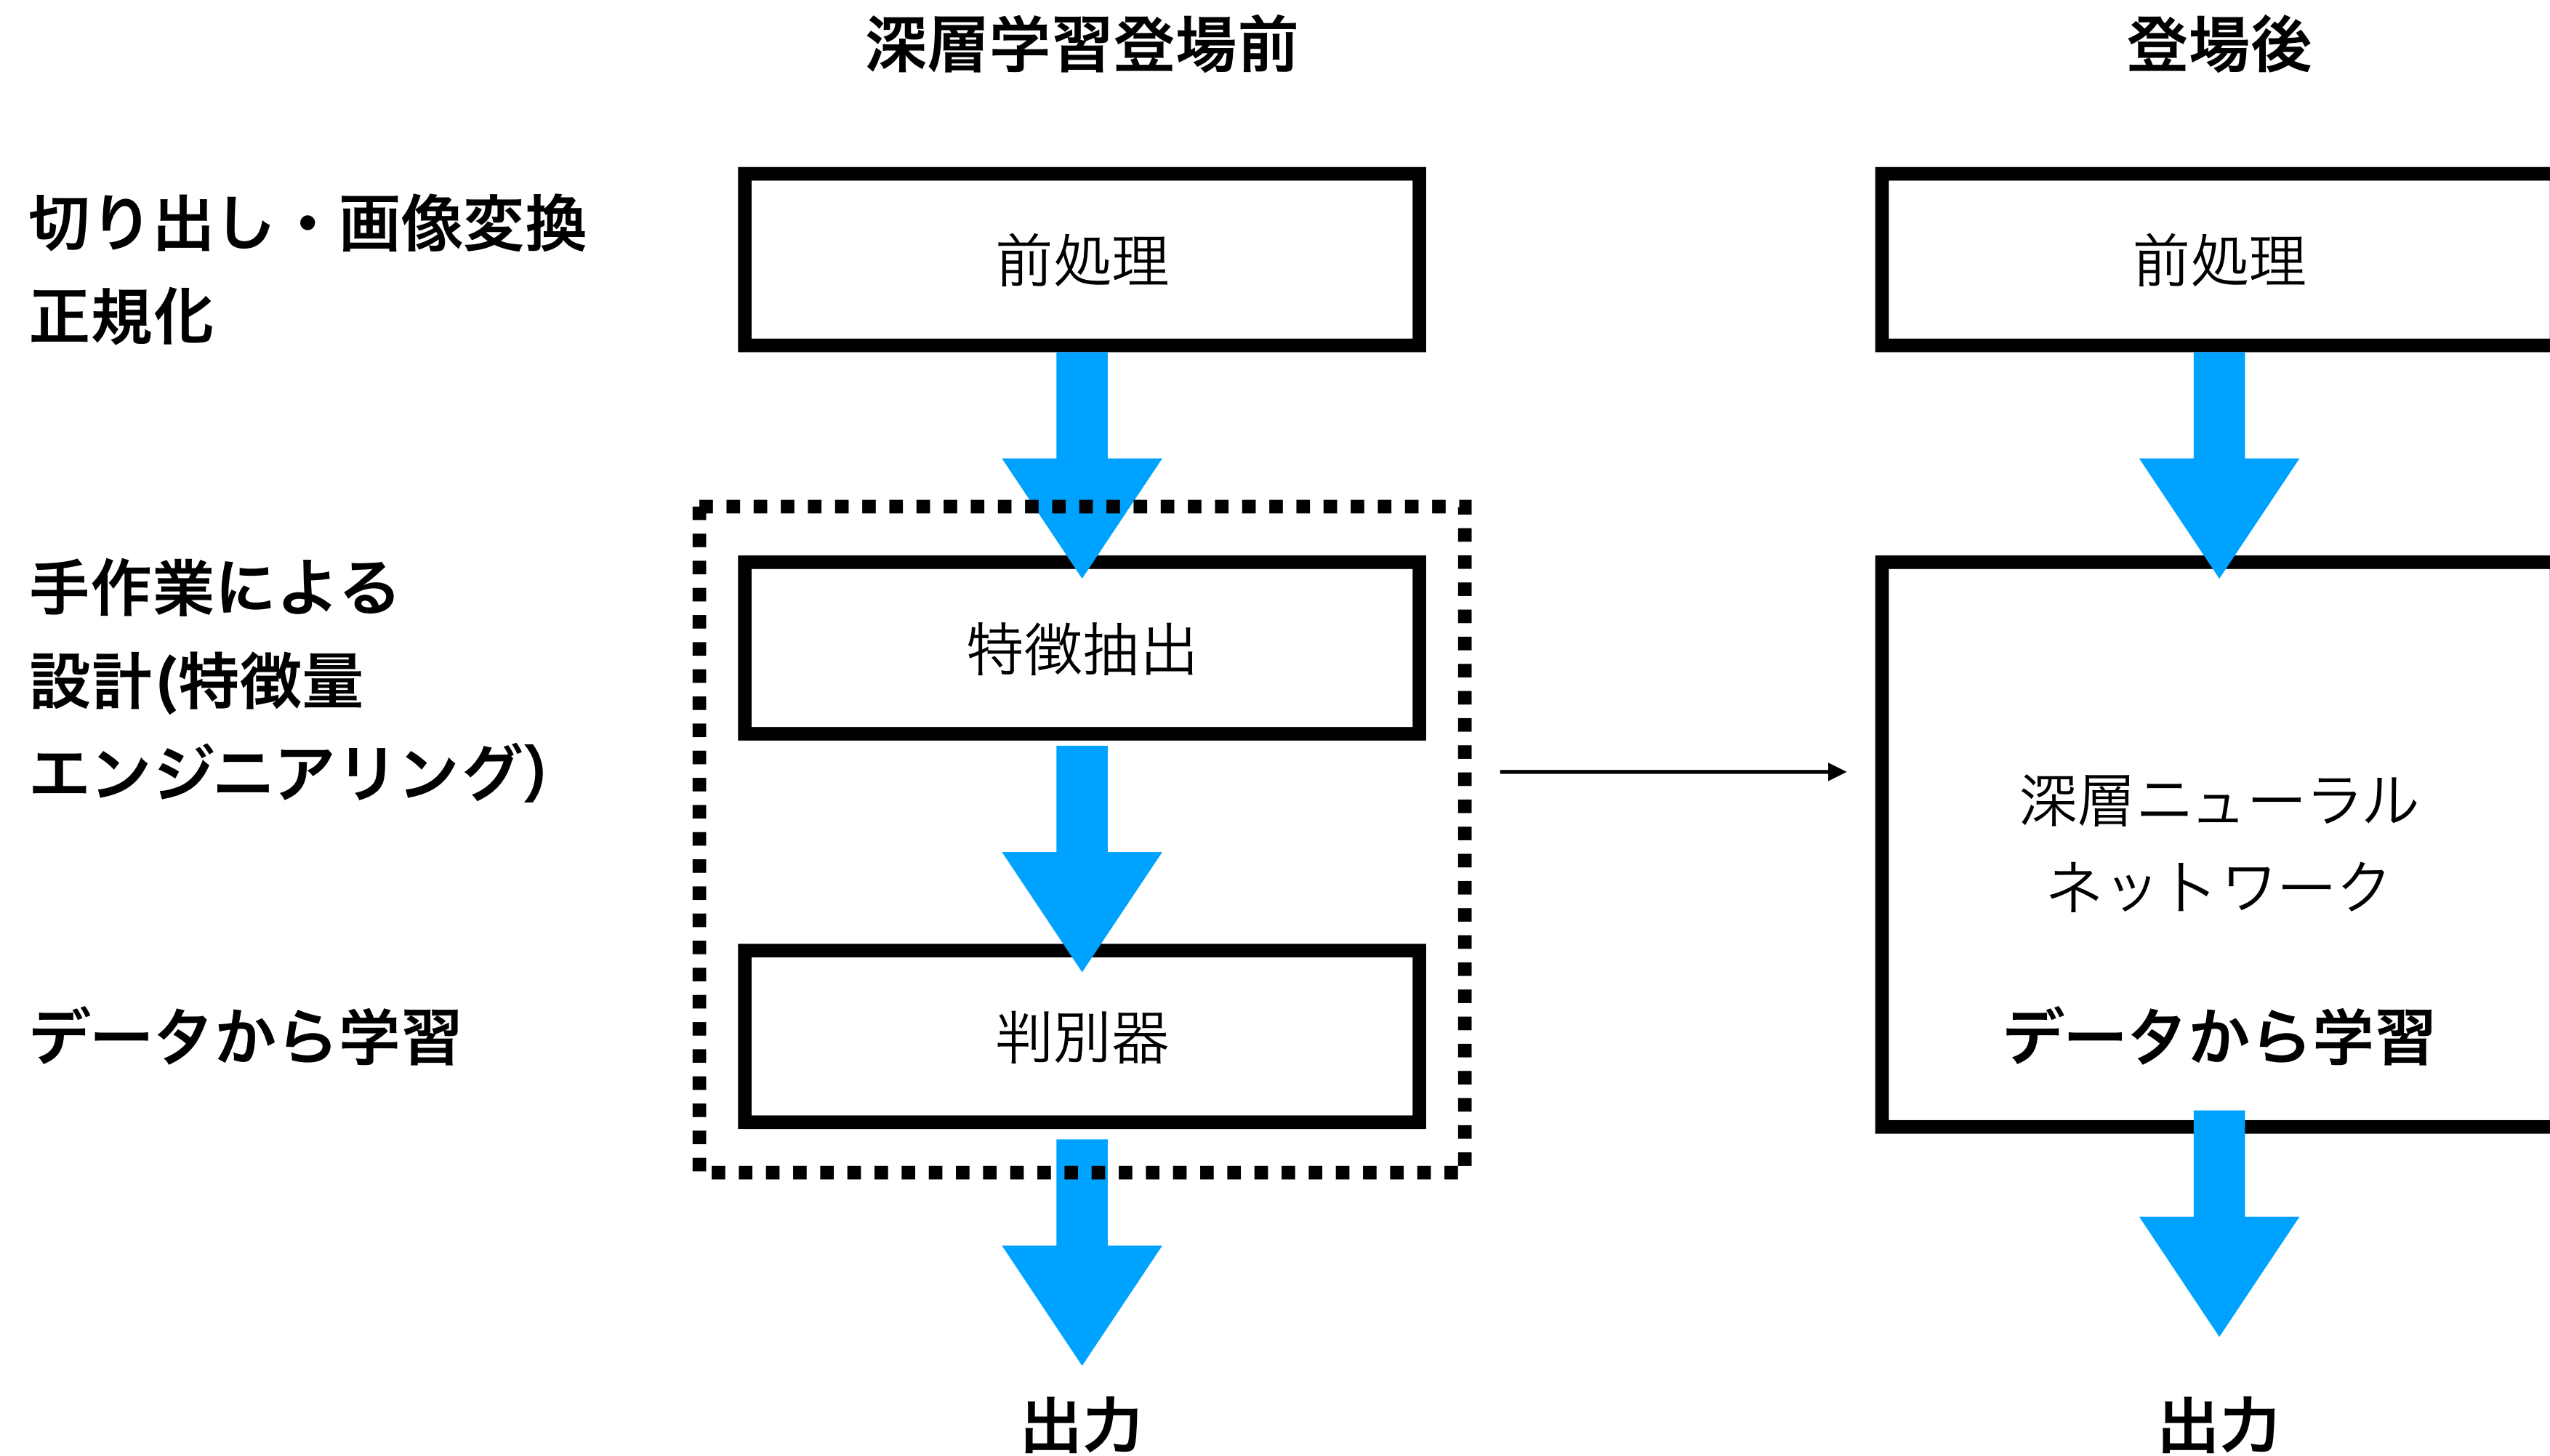 深層学習登場前
登場後
切り出し・画像変換
正規化
前処理
前処理
手作業による
設計(特徴量
エンジニアリング)
特徴抽出
深層ニューラル
ネットワーク
データから学習
判別器
データから学習
出力
出力